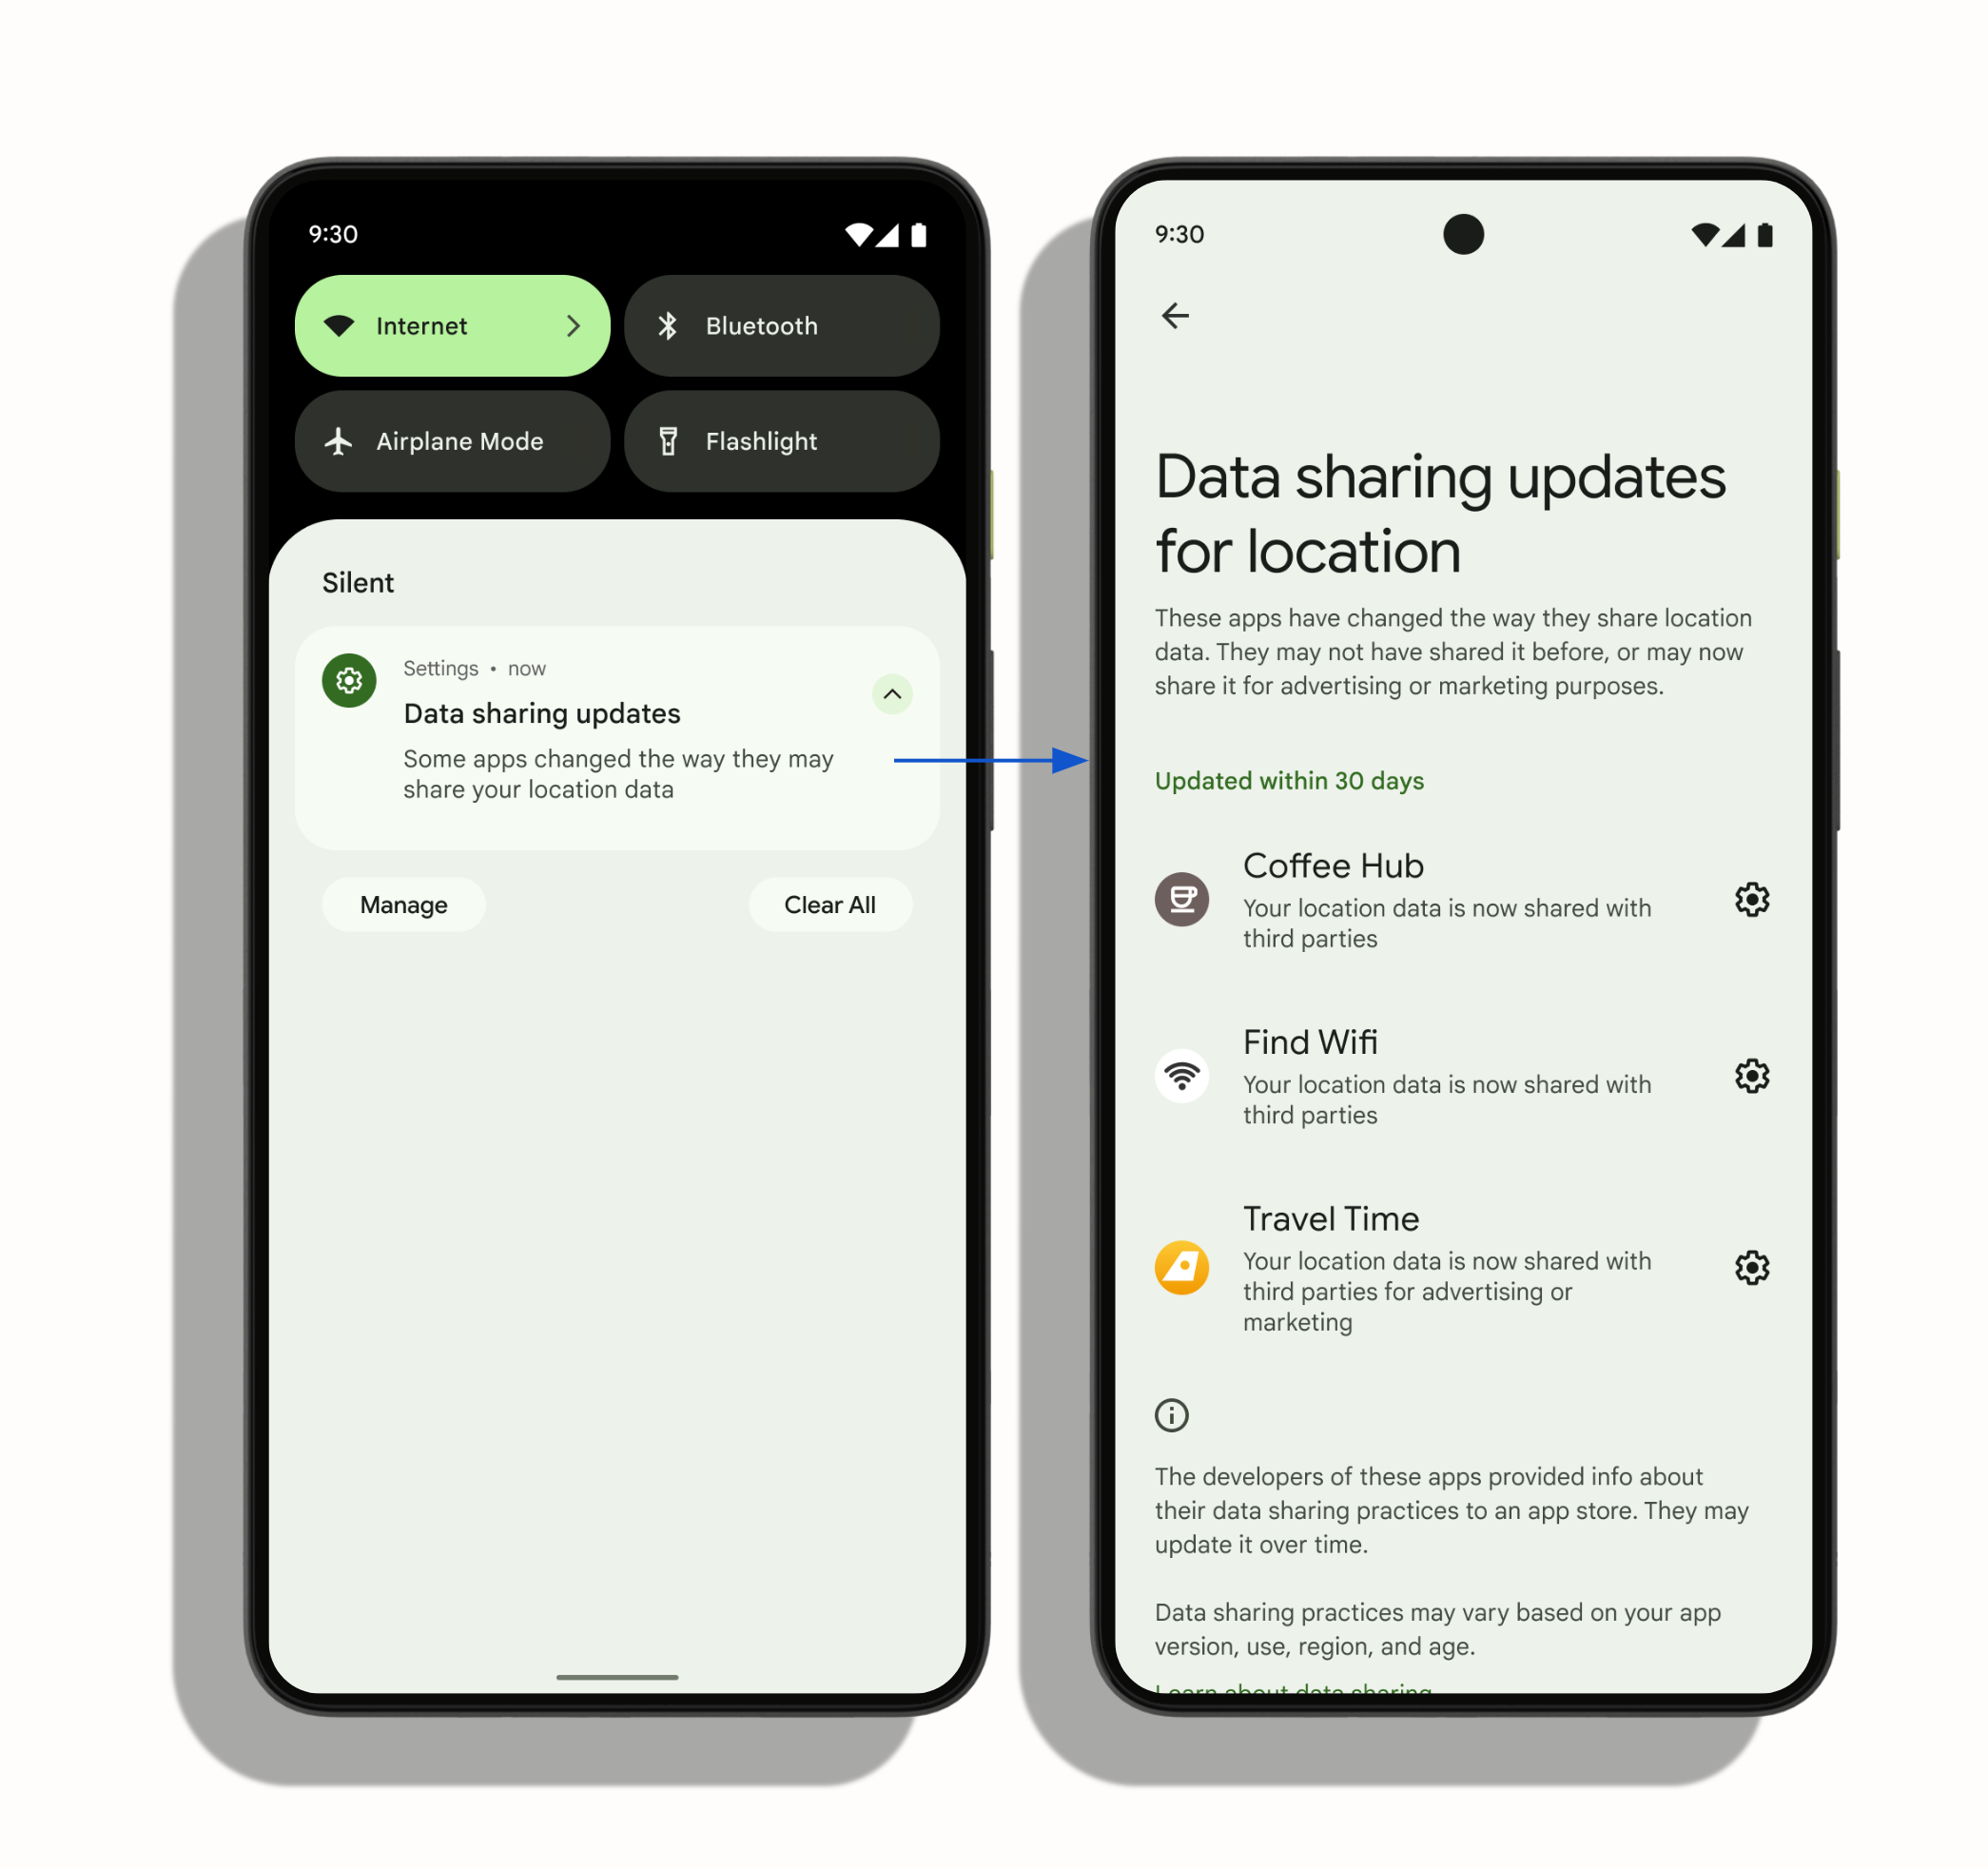 9:30
Internet
Bluetooth
Airplane Mode
Flashlight
Silent
Settings • now
Data sharing updates
Some apps changed the way they may
share your location data
Manage
Clear All
9:30
Data sharing updates
for location
These apps have changed the way they share location
data. They may not have shared it before, or may now
share it for advertising or marketing purposes.
Updated within 30 days
Coffee Hub
Your location data is now shared with
third parties
Find Wifi
Your location data is now shared with
third parties
Travel Time
Your location data is now shared with
third parties for advertising or
marketing
The developers of these apps provided info about
their data sharing practices to an app store. They may
update it over time.
Data sharing practices may vary based on your app
version, use, region, and age.
Learn about data sharing